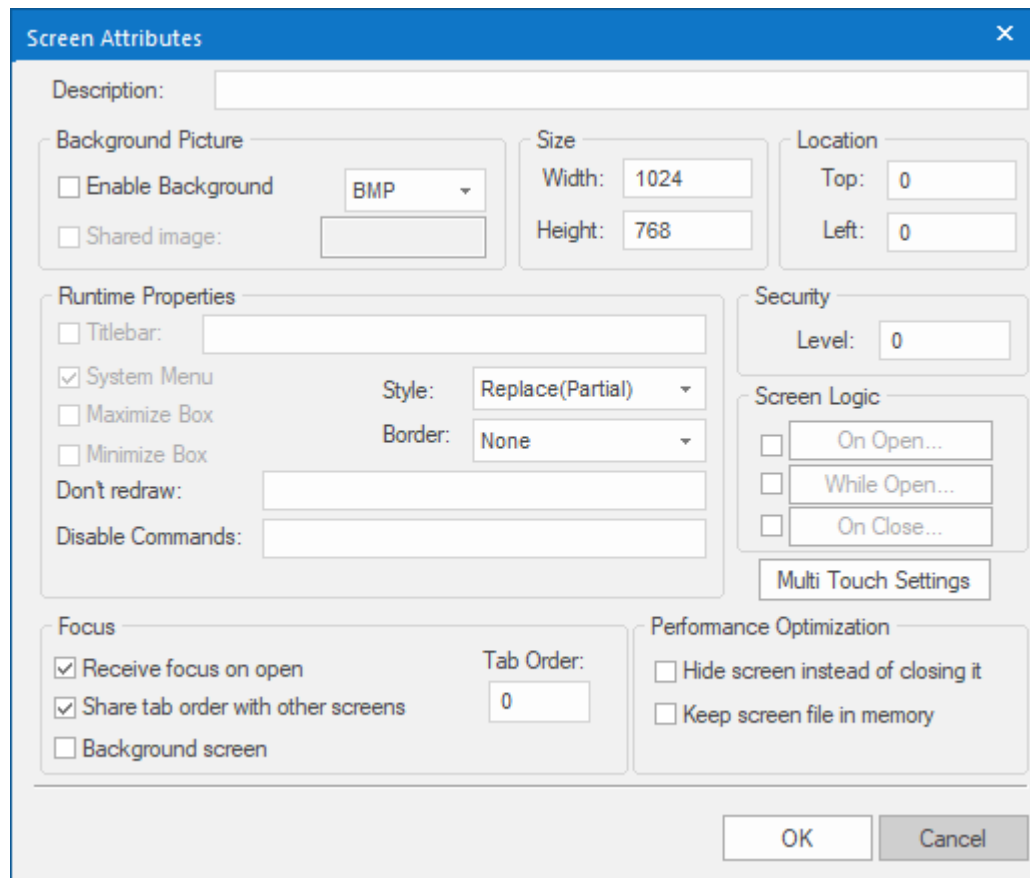 Screen Attributes
Description:
Background Picture
Enable Background
BMP
Shared image:
Size
Width: 1024
Height: 768
Location
Top: 0
Left: 0
Runtime Properties
Titlebar:
System Menu
Maximize Box
Minimize Box
Style: Replace(Partial)
Border: None
Don't redraw:
Disable Commands:
Security
Level: 0
Screen Logic
On Open...
While Open...
On Close...
Multi Touch Settings
Focus
Receive focus on open
Share tab order with other screens
Background screen
Tab Order:
0
Performance Optimization
Hide screen instead of closing it
Keep screen file in memory
OK
Cancel